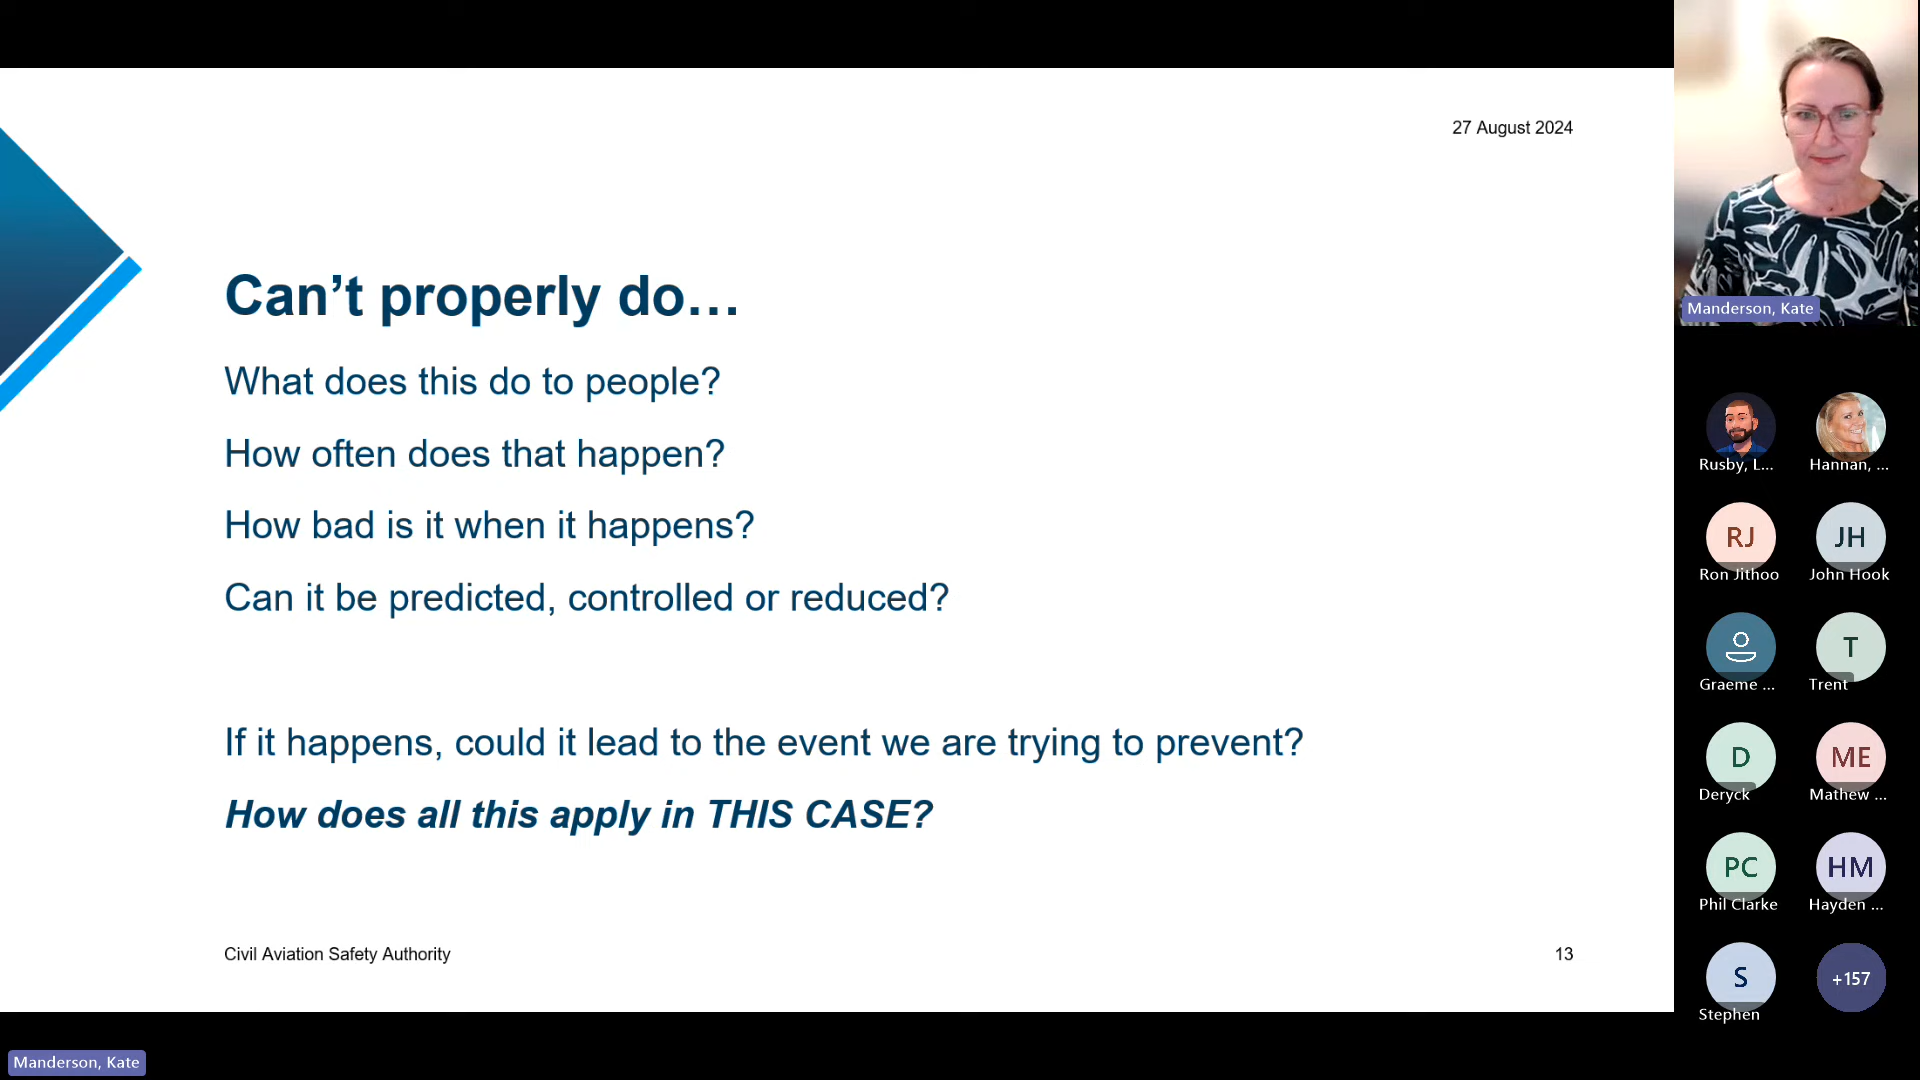 27 August 2024
Can’t properly do…
What does this do to people?
How often does that happen?
How bad is it when it happens?
Can it be predicted, controlled or reduced?
If it happens, could it lead to the event we are trying to prevent?
How does all this apply in THIS CASE?
Civil Aviation Safety Authority
13
Manderson, Kate
Manderson, Kate
Rusby, L...
Hannan, ...
RJ
JH
Ron Jithoo
John Hook
T
Graeme ...
Trent
D
ME
Deryck
Mathew ...
PC
HM
Phil Clarke
Hayden ...
S
+157
Stephen